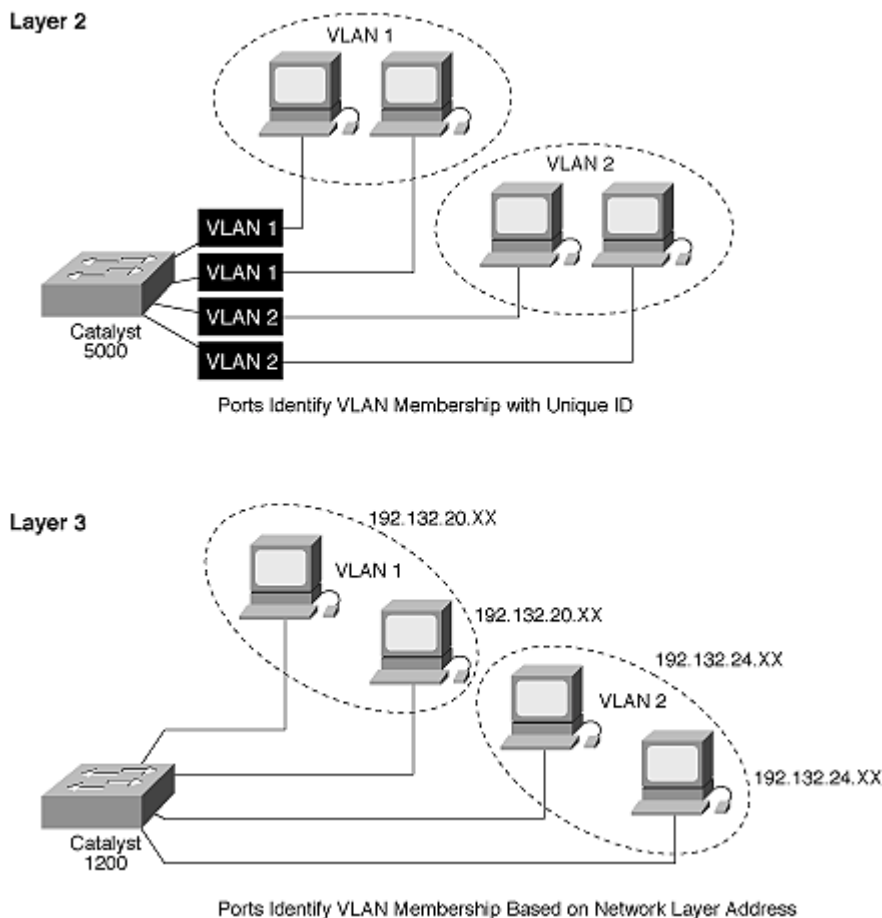 Layer 2
VLAN 1
VLAN 2
VLAN 1
VLAN 1
VLAN 2
VLAN 2
Catalyst
5000
Ports Identify VLAN Membership with Unique ID
Layer 3
192.132.20.XX
VLAN 1
192.132.20.XX
192.132.24.XX
VLAN 2
192.132.24.XX
Catalyst
1200
Ports Identify VLAN Membership Based on Network Layer Address